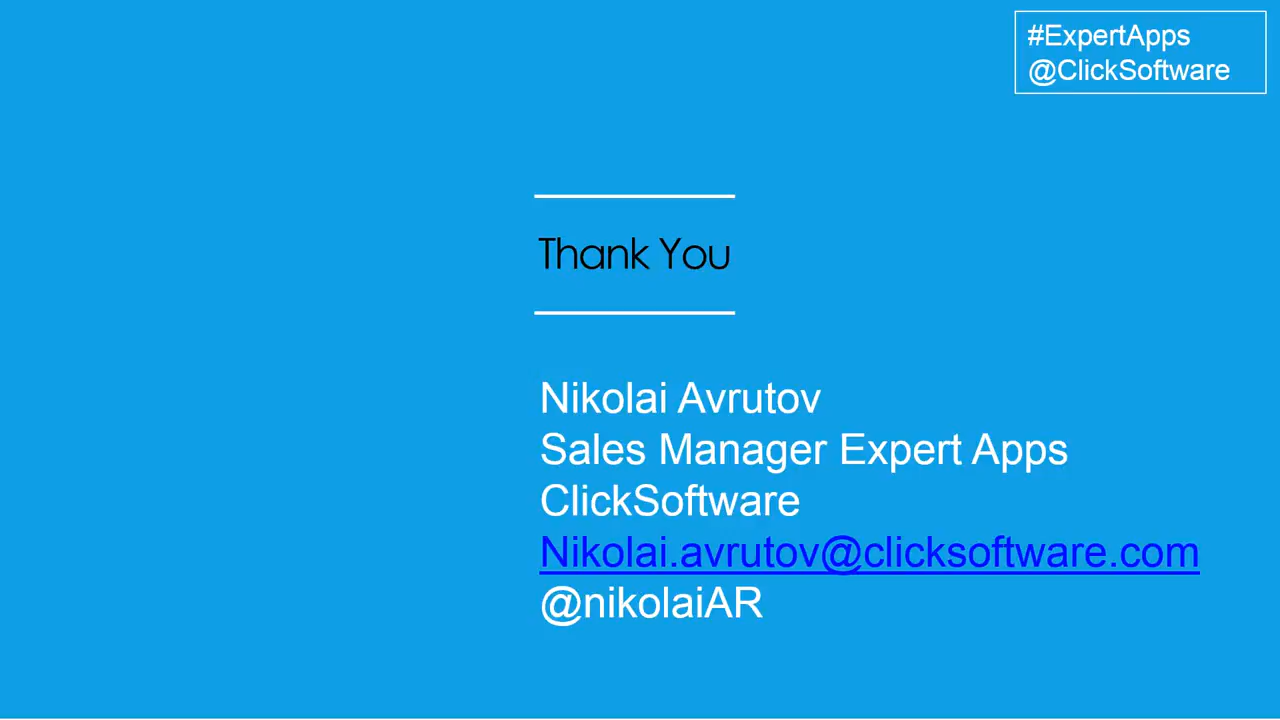 #ExpertApps
@ClickSoftware
Thank You
Nikolai Avrutov
Sales Manager Expert Apps
ClickSoftware
Nikolai.avrutov@clicksoftware.com
@nikolaiAR